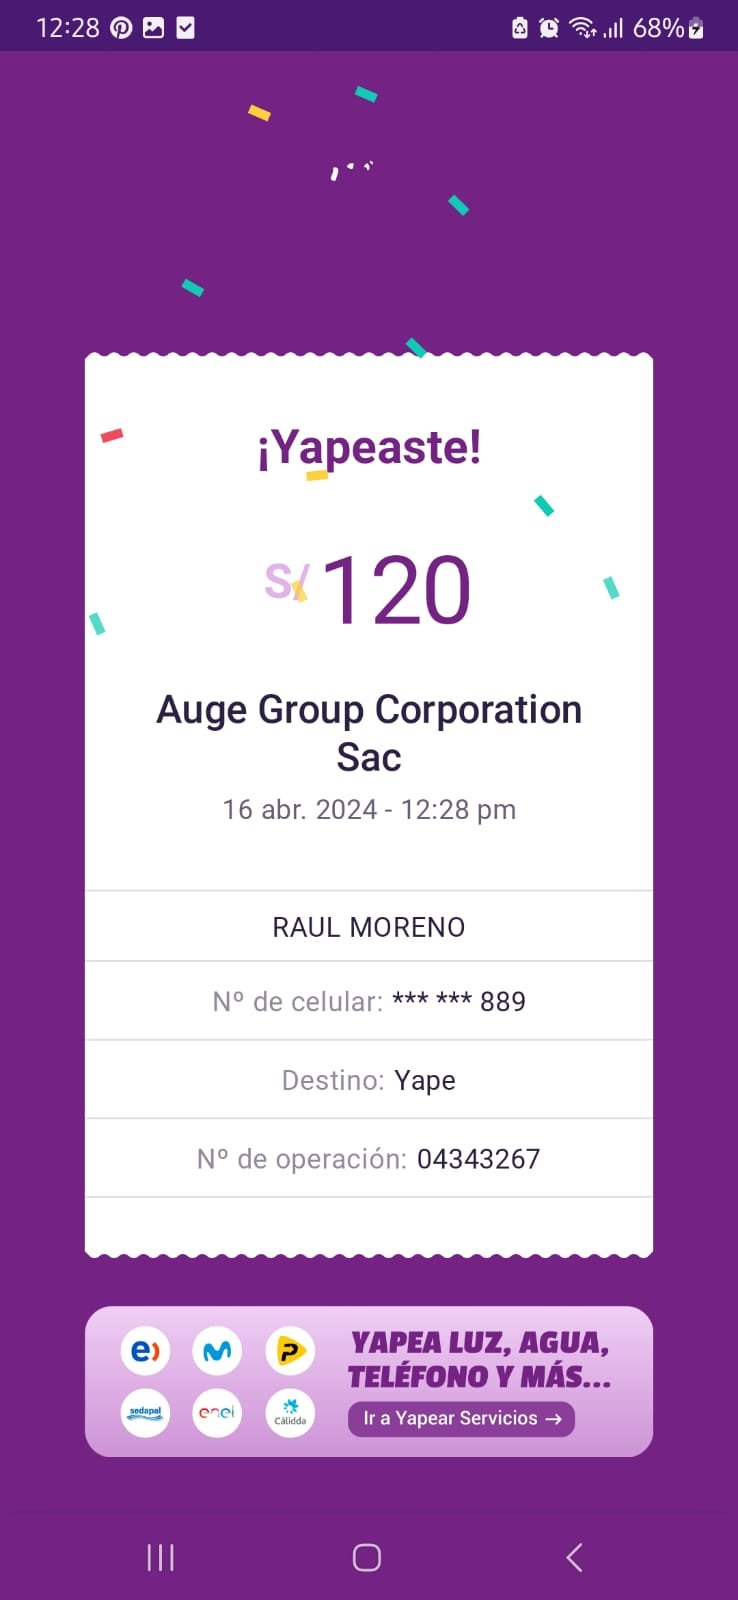 12:28
68%
¡Yapeaste!
S/120
Auge Group Corporation
Sac
16 abr. 2024 - 12:28 pm
RAUL MORENO
Nº de celular: *** *** 889
Destino: Yape
Nº de operación: 04343267
e)
P
YAPEA LUZ, AGUA,
TELÉFONO Y MÁS...
sedapal
enel
Cálidda
Ir a Yapear Servicios →